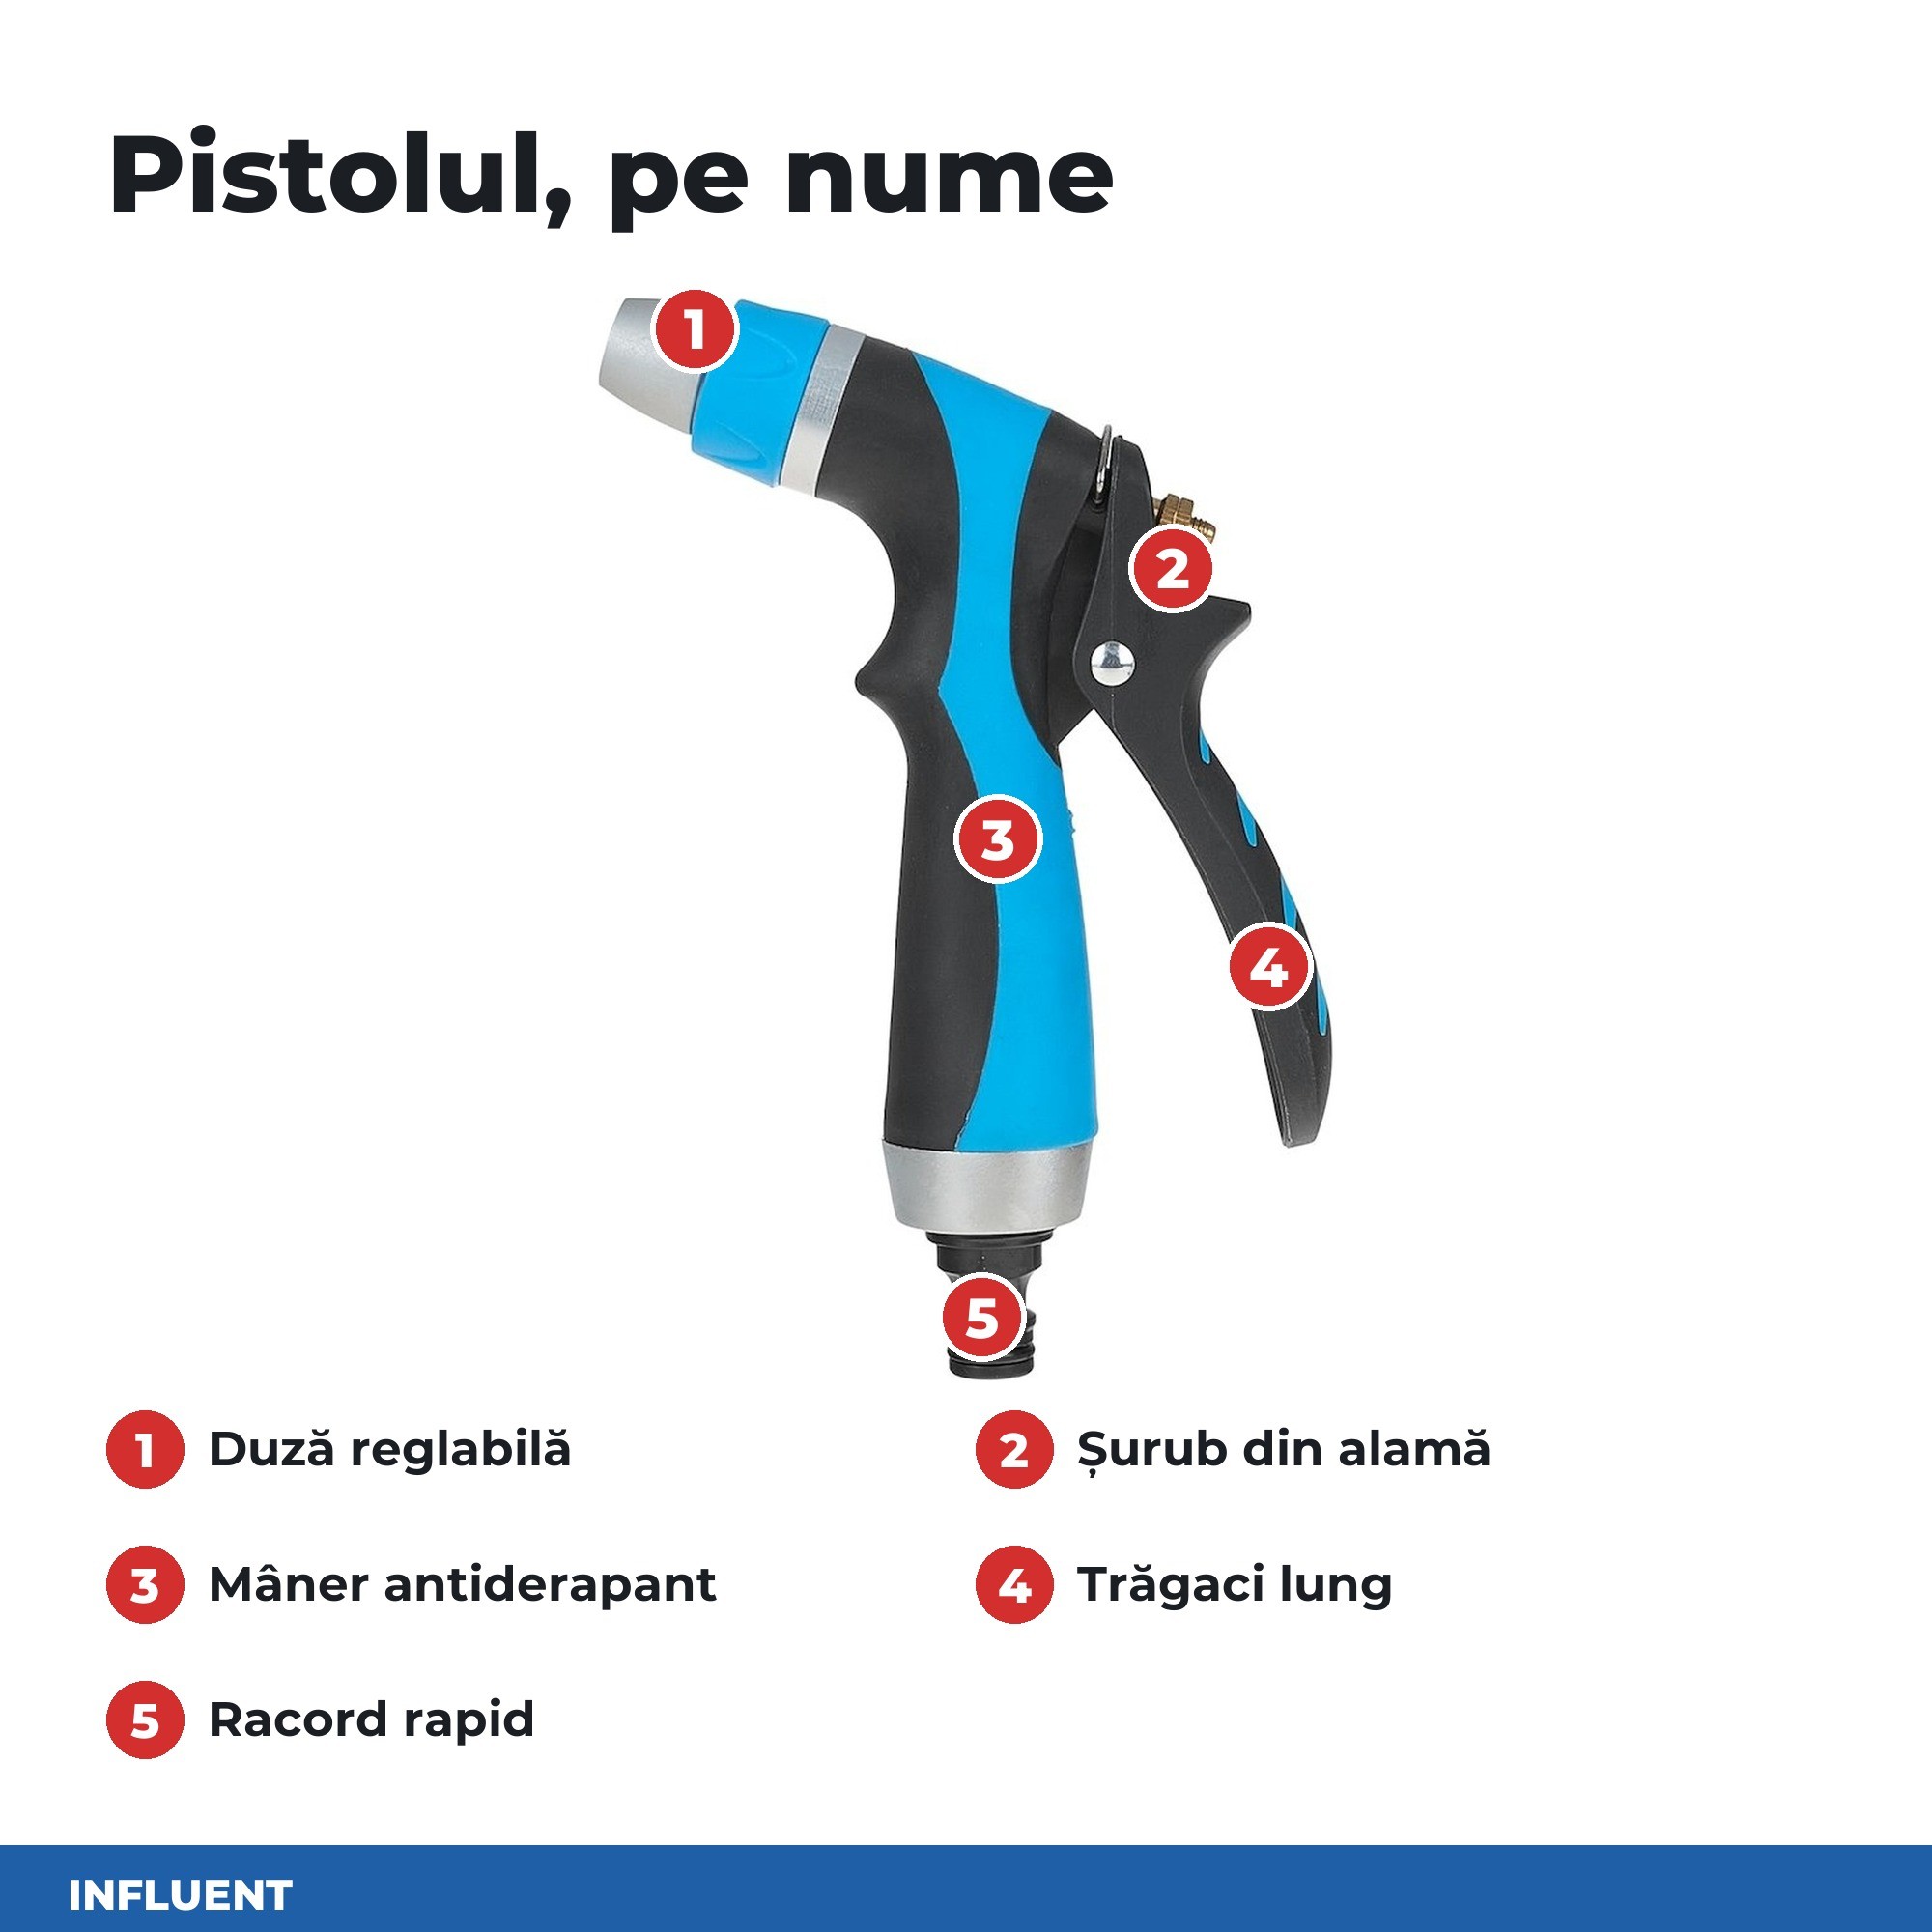 Pistolul, pe nume
1
2
3
4
5
1 Duză reglabilă
2 Șurub din alamă
3 Mâner antiderapant
4 Trăgaci lung
5 Racord rapid
INFLUENT